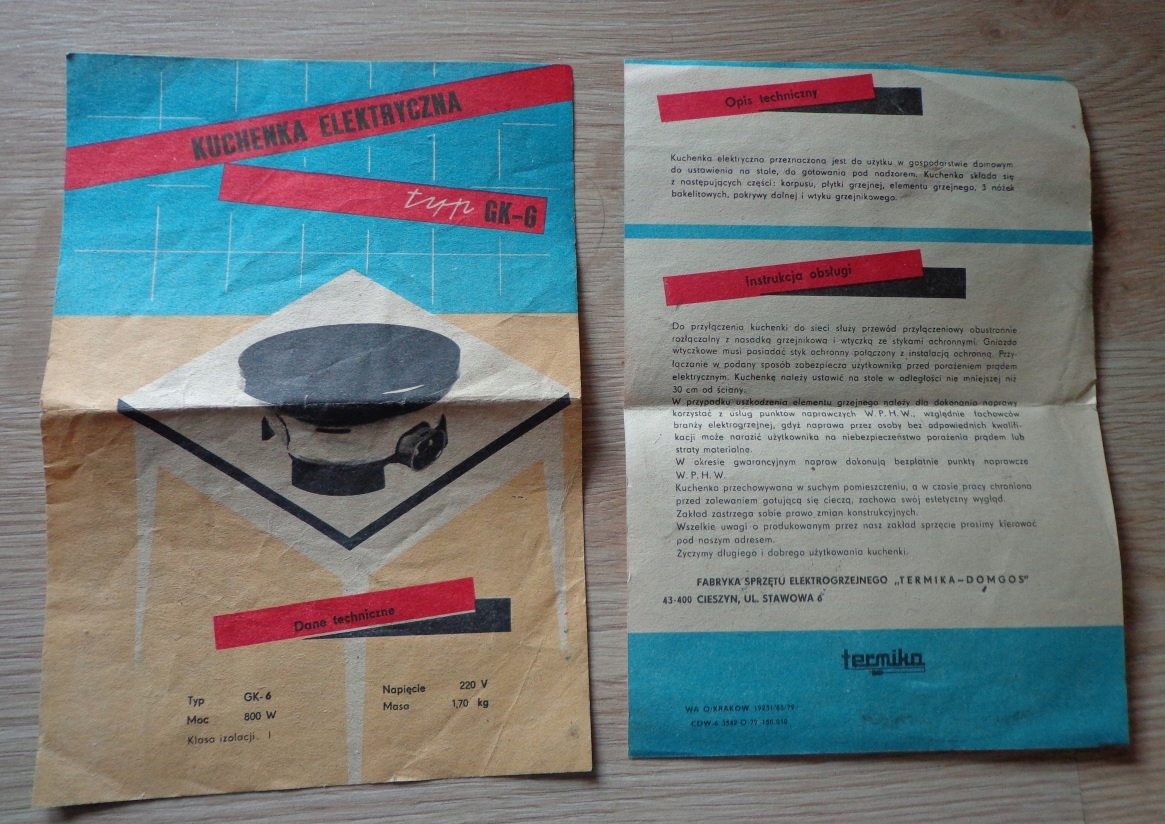 KUCHENKA ELEKTRYCZNA
typ GK-6
Dane techniczne
Typ GK-6
Moc 800 W
Klasa izolacji. I
Napięcie 220 V
Masa 1,70 kg
Opis techniczny
Kuchenka elektryczna przeznaczona jest do użytku w gospodarstwie domowym
do ustawienia na stole, do gotowania pod nadzorem. Kuchenka składa się
z następujących części: korpusu, płytki grzejnej, elementu grzejnego, 3 nóżek
bakelitowych, pokrywy dolnej i wtyku grzejnikowego.
Instrukcja obsługi
Do przyłączenia kuchenki do sieci służy przewód przyłączeniowy obustronnie
rozłączalny z nasadką grzejnikową i wtyczką ze stykami ochronnymi. Gniazdo
wtyczkowe musi posiadać styk ochronny połączony z instalacją ochronną. Przy-
łączanie w podany sposób zabezpiecza użytkownika przed porażeniem prądem
elektrycznym. Kuchenkę należy ustawić na stole w odległości nie mniejszej niż
30 cm od ściany.
W przypadku uszkodzenia elementu grzejnego należy dla dokonania naprawy
korzystać z usług punktów naprawczych W.P.H.W., względnie fachowców
branży elektrogrzejnej, gdyż naprawa przez osoby bez odpowiednich kwalifi-
kacji może narazić użytkownika na niebezpieczeństwo porażenia prądem lub
straty materialne.
W okresie gwarancyjnym napraw dokonują bezpłatnie punkty naprawcze
W.P.H.W.
Kuchenka przechowywana w suchym pomieszczeniu, a w czasie pracy chroniona
przed zalewaniem gotującą się cieczą, zachowa swój estetyczny wygląd.
Zakład zastrzega sobie prawo zmian konstrukcyjnych.
Wszelkie uwagi o produkowanym przez nasz zakład sprzęcie prosimy kierować
pod naszym adresem.
Życzymy długiego i dobrego użytkowania kuchenki.
FABRYKA SPRZĘTU ELEKTROGRZEJNEGO „TERMIKA-DOMGOS"
43-400 CIESZYN, UL. STAWOWA 6
termika
WA O/KRAKÓW